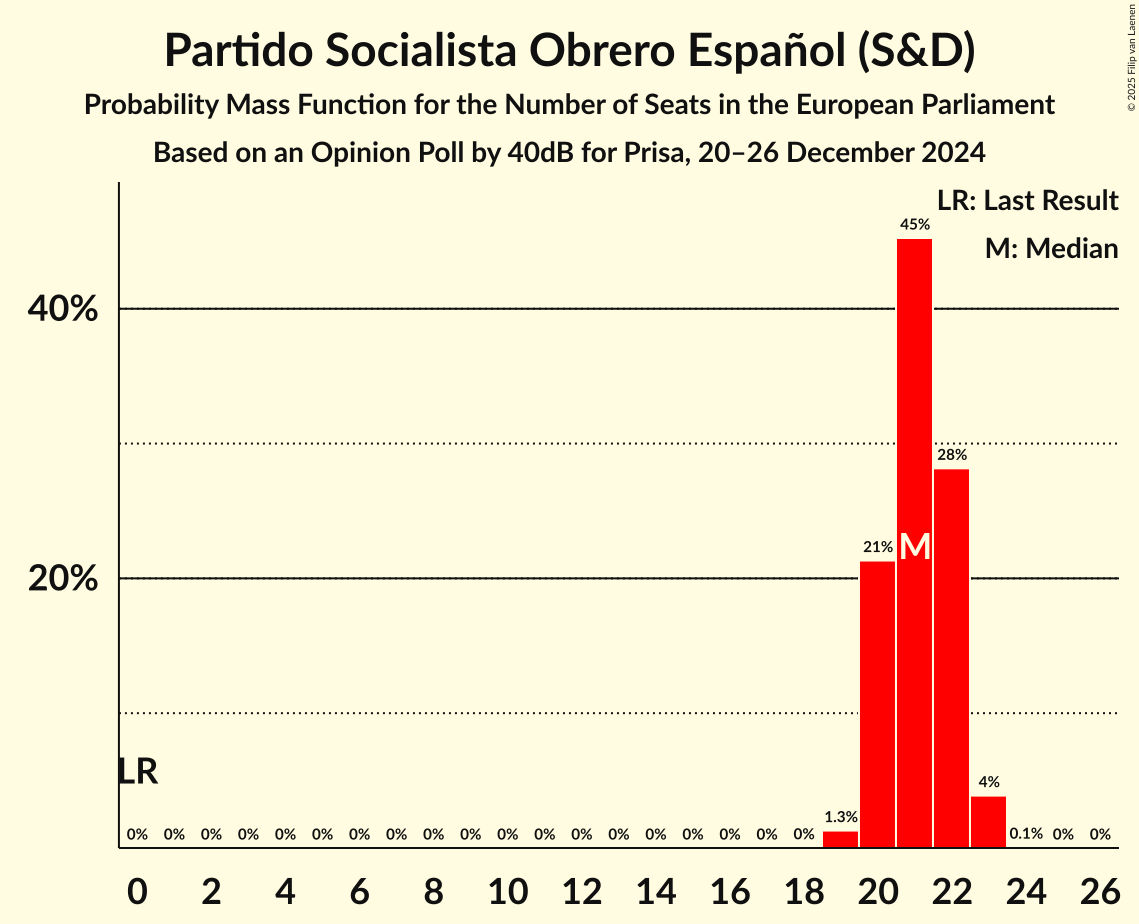 Partido Socialista Obrero Español (S&D)
Probability Mass Function for the Number of Seats in the European Parliament
Based on an Opinion Poll by 40dB for Prisa, 20–26 December 2024
© 2025 Filip van Laenen
LR: Last Result
M: Median
45%
40%
28%
21%
M
20%
LR
4%
1.3%
0% 0% 0% 0% 0% 0% 0% 0% 0% 0% 0% 0% 0% 0% 0% 0% 0% 0% 0% 0.1% 0% 0%
0 2 4 6 8 10 12 14 16 18 20 22 24 26